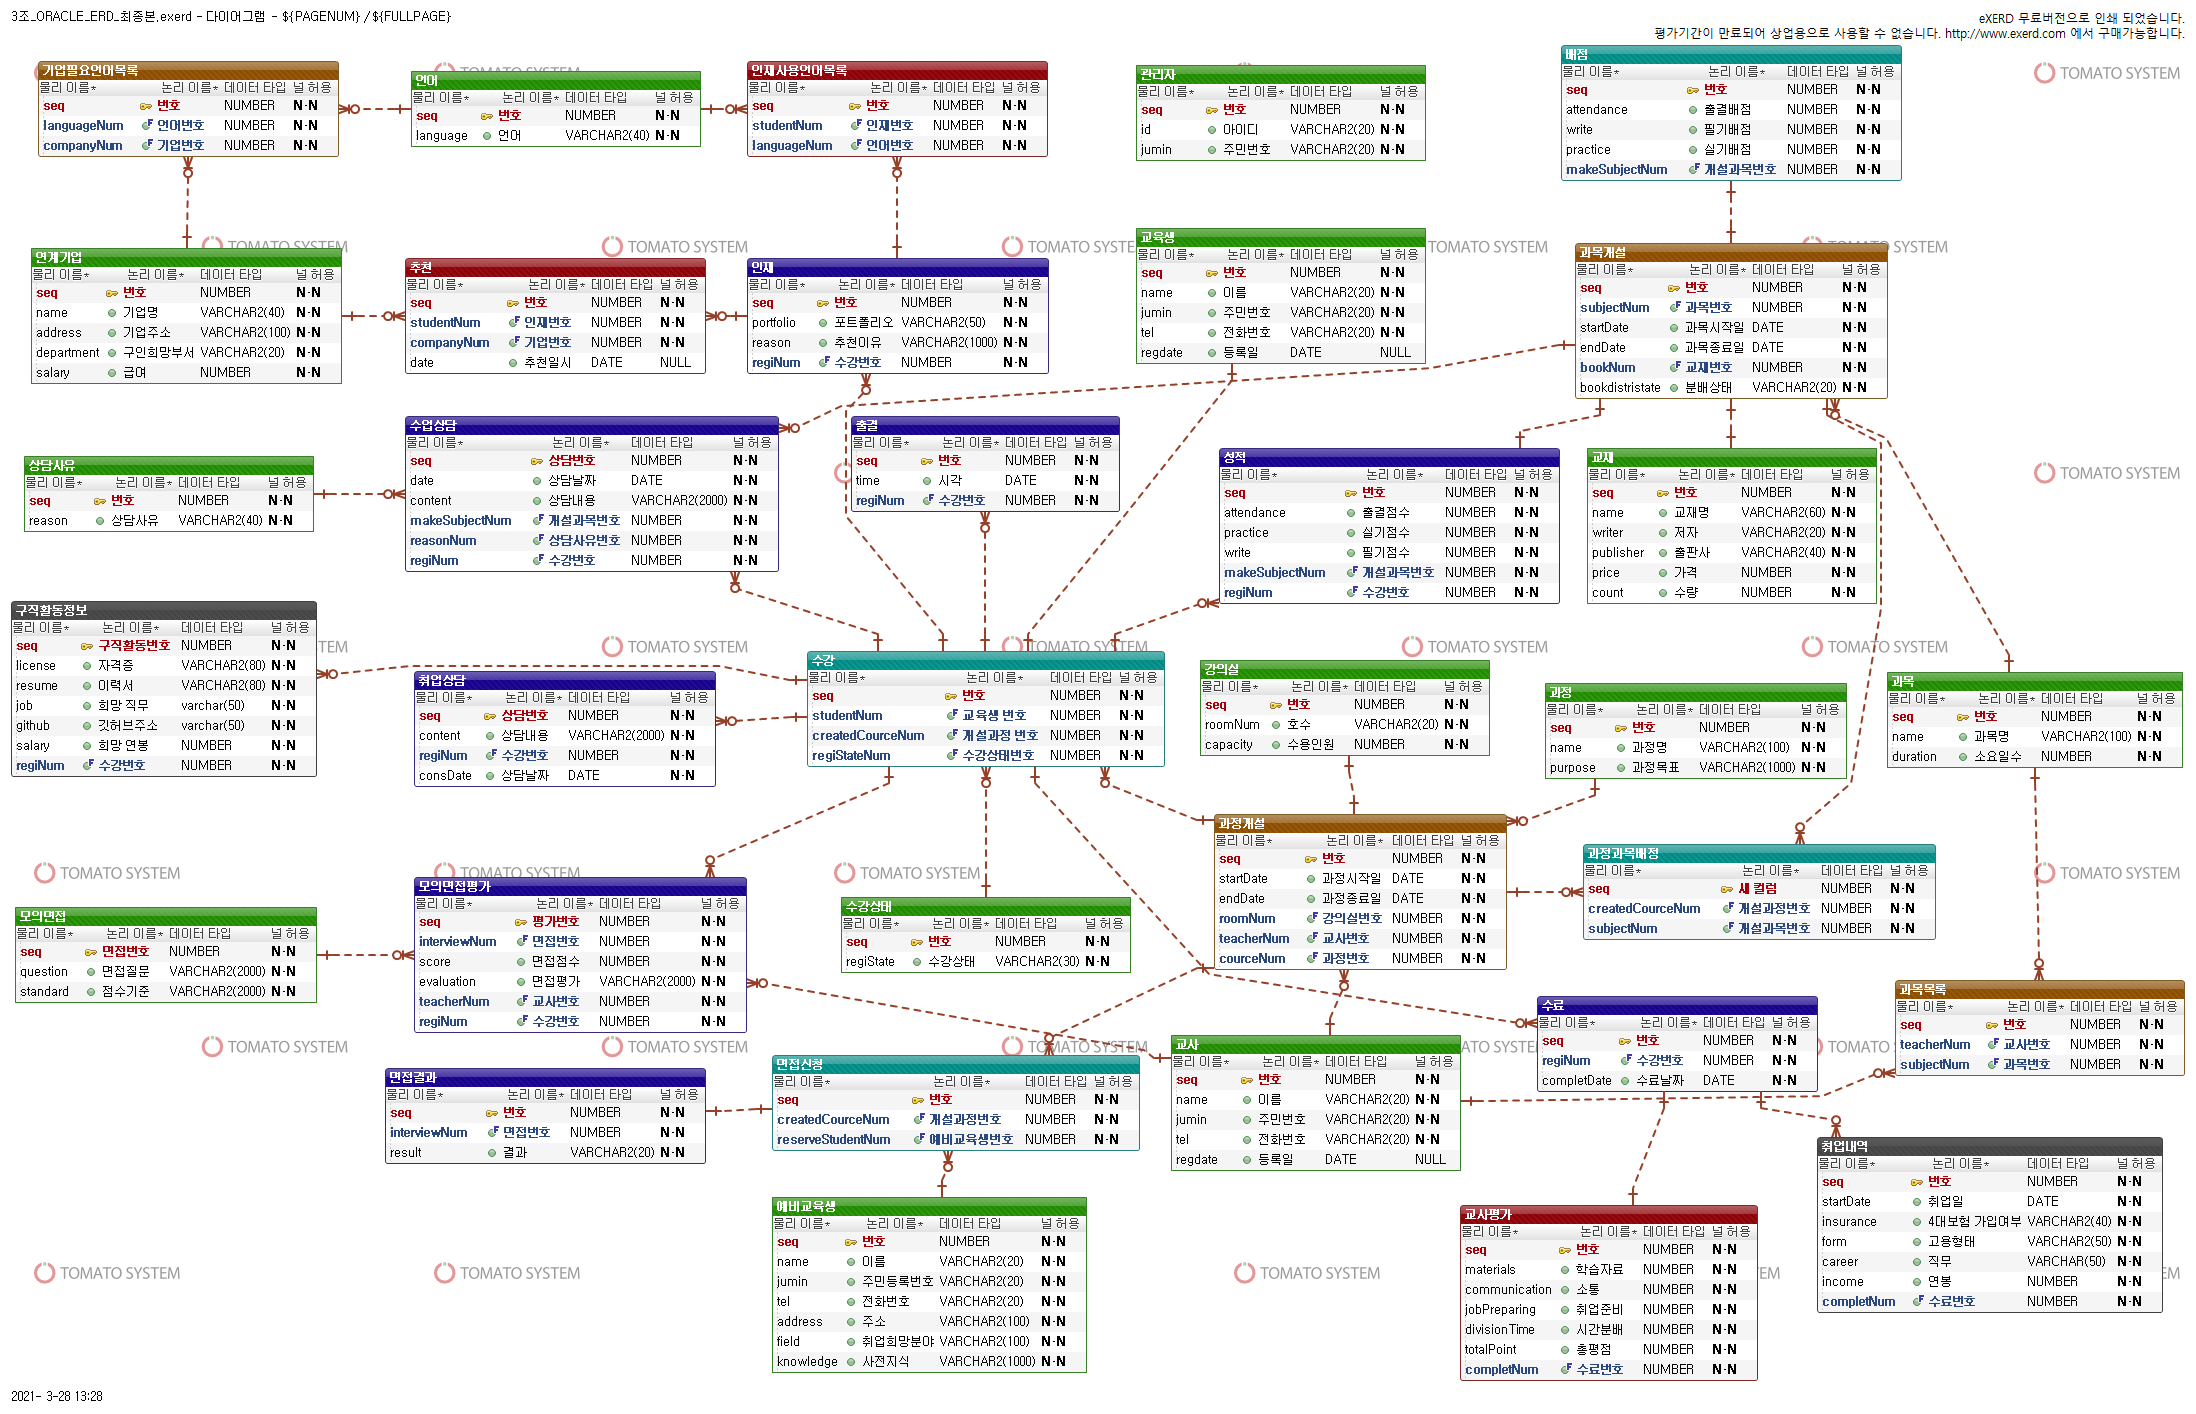 3조_ORACLE_ERD_최종본.exerd - 다이어그램 - ${PAGENUM} / ${FULLPAGE}
eXERD 무료버전으로 인쇄 되었습니다.
평가기간이 만료되어 상업용으로 사용할 수 없습니다. http://www.exerd.com 에서 구매가능합니다.
기업필요언어목록
물리 이름* 논리 이름* 데이터 타입 널 허용
seq 번호 NUMBER N-N
languageNum 언어번호 NUMBER N-N
companyNum 기업번호 NUMBER N-N
언어
물리 이름* 논리 이름* 데이터 타입 널 허용
seq 번호 NUMBER N-N
language 언어 VARCHAR2(40) N-N
인재사용언어목록
물리 이름* 논리 이름* 데이터 타입 널 허용
seq 번호 NUMBER N-N
studentNum 인재번호 NUMBER N-N
languageNum 언어번호 NUMBER N-N
관리자
물리 이름* 논리 이름* 데이터 타입 널 허용
seq 번호 NUMBER N-N
id 아이디 VARCHAR2(20) N-N
jumin 주민번호 VARCHAR2(20) N-N
배점
물리 이름* 논리 이름* 데이터 타입 널 허용
seq 번호 NUMBER N-N
attendance 출결배점 NUMBER N-N
write 필기배점 NUMBER N-N
practice 실기배점 NUMBER N-N
makeSubjectNum 개설과목번호 NUMBER N-N
TOMATO SYSTEM
연계기업
물리 이름* 논리 이름* 데이터 타입 널 허용
seq 번호 NUMBER N-N
name 기업명 VARCHAR2(40) N-N
address 기업주소 VARCHAR2(100) N-N
department 구인희망부서 VARCHAR2(20) N-N
salary 급여 NUMBER N-N
TOMATO SYSTEM
추천
물리 이름* 논리 이름* 데이터 타입 널 허용
seq 번호 NUMBER N-N
studentNum 인재번호 NUMBER N-N
companyNum 기업번호 NUMBER N-N
date 추천일시 DATE NULL
TOMATO SYSTEM
인재
물리 이름* 논리 이름* 데이터 타입 널 허용
seq 번호 NUMBER N-N
portfolio 포트폴리오 VARCHAR2(50) N-N
reason 추천이유 VARCHAR2(1000) N-N
regiNum 수강번호 NUMBER N-N
교육생
물리 이름* 논리 이름* 데이터 타입 널 허용
seq 번호 NUMBER N-N
name 이름 VARCHAR2(20) N-N
jumin 주민번호 VARCHAR2(20) N-N
tel 전화번호 VARCHAR2(20) N-N
regdate 등록일 DATE NULL
TOMATO SYSTEM
과목개설
물리 이름* 논리 이름* 데이터 타입 널 허용
seq 번호 NUMBER N-N
subjectNum 과목번호 NUMBER N-N
startDate 과목시작일 DATE N-N
endDate 과목종료일 DATE N-N
bookNum 교재번호 NUMBER N-N
bookdistristate 분배상태 VARCHAR2(20) N-N
상담사유
물리 이름* 논리 이름* 데이터 타입 널 허용
seq 번호 NUMBER N-N
reason 상담사유 VARCHAR2(40) N-N
수업상담
물리 이름* 논리 이름* 데이터 타입 널 허용
seq 상담번호 NUMBER N-N
date 상담날짜 DATE N-N
content 상담내용 VARCHAR2(2000) N-N
makeSubjectNum 개설과목번호 NUMBER N-N
reasonNum 상담사유번호 NUMBER N-N
regiNum 수강번호 NUMBER N-N
출결
물리 이름* 논리 이름* 데이터 타입 널 허용
seq 번호 NUMBER N-N
time 시각 DATE N-N
regiNum 수강번호 NUMBER N-N
성적
물리 이름* 논리 이름* 데이터 타입 널 허용
seq 번호 NUMBER N-N
attendance 출결점수 NUMBER N-N
practice 실기점수 NUMBER N-N
write 필기점수 NUMBER N-N
makeSubjectNum 개설과목번호 NUMBER N-N
regiNum 수강번호 NUMBER N-N
교재
물리 이름* 논리 이름* 데이터 타입 널 허용
seq 번호 NUMBER N-N
name 교재명 VARCHAR2(60) N-N
writer 저자 VARCHAR2(20) N-N
publisher 출판사 VARCHAR2(40) N-N
price 가격 NUMBER N-N
count 수량 NUMBER N-N
TOMATO SYSTEM
구직활동정보
물리 이름* 논리 이름* 데이터 타입 널 허용
seq 구직활동번호 NUMBER N-N
license 자격증 VARCHAR2(80) N-N
resume 이력서 VARCHAR2(80) N-N
job 희망 직무 varchar(50) N-N
github 깃허브주소 varchar(50) N-N
salary 희망 연봉 NUMBER N-N
regiNum 수강번호 NUMBER N-N
TOMATO SYSTEM
취업상담
물리 이름* 논리 이름* 데이터 타입 널 허용
seq 상담번호 NUMBER N-N
content 상담내용 VARCHAR2(2000) N-N
regiNum 수강번호 NUMBER N-N
consDate 상담날짜 DATE N-N
TOMATO SYSTEM
수강
물리 이름* 논리 이름* 데이터 타입 널 허용
seq 번호 NUMBER N-N
studentNum 교육생 번호 NUMBER N-N
createdCourceNum 개설과정 번호 NUMBER N-N
regiStateNum 수강상태번호 NUMBER N-N
TOMATO SYSTEM
강의실
물리 이름* 논리 이름* 데이터 타입 널 허용
seq 번호 NUMBER N-N
roomNum 호수 VARCHAR2(20) N-N
capacity 수용인원 NUMBER N-N
TOMATO SYSTEM
과정
물리 이름* 논리 이름* 데이터 타입 널 허용
seq 번호 NUMBER N-N
name 과정명 VARCHAR2(100) N-N
purpose 과정목표 VARCHAR2(1000) N-N
과목
물리 이름* 논리 이름* 데이터 타입 널 허용
seq 번호 NUMBER N-N
name 과목명 VARCHAR2(100) N-N
duration 소요일수 NUMBER N-N
TOMATO SYSTEM
모의면접
물리 이름* 논리 이름* 데이터 타입 널 허용
seq 면접번호 NUMBER N-N
question 면접질문 VARCHAR2(2000) N-N
standard 점수기준 VARCHAR2(2000) N-N
TOMATO SYSTEM
모의면접평가
물리 이름* 논리 이름* 데이터 타입 널 허용
seq 평가번호 NUMBER N-N
interviewNum 면접번호 NUMBER N-N
score 면접점수 NUMBER N-N
evaluation 면접평가 VARCHAR2(2000) N-N
teacherNum 교사번호 NUMBER N-N
regiNum 수강번호 NUMBER N-N
TOMATO SYSTEM
수강상태
물리 이름* 논리 이름* 데이터 타입 널 허용
seq 번호 NUMBER N-N
regiState 수강상태 VARCHAR2(30) N-N
과정개설
물리 이름* 논리 이름* 데이터 타입 널 허용
seq 번호 NUMBER N-N
startDate 과정시작일 DATE N-N
endDate 과정종료일 DATE N-N
roomNum 강의실번호 NUMBER N-N
teacherNum 교사번호 NUMBER N-N
courceNum 과정번호 NUMBER N-N
과정과목배정
물리 이름* 논리 이름* 데이터 타입 널 허용
seq 새 컬럼 NUMBER N-N
createdCourceNum 개설과정번호 NUMBER N-N
subjectNum 개설과목번호 NUMBER N-N
TOMATO SYSTEM
TOMATO SYSTEM
TOMATO SYSTEM
TOMATO SYSTEM
면접결과
물리 이름* 논리 이름* 데이터 타입 널 허용
seq 번호 NUMBER N-N
interviewNum 면접번호 NUMBER N-N
result 결과 VARCHAR2(20) N-N
면접신청
물리 이름* 논리 이름* 데이터 타입 널 허용
seq 번호 NUMBER N-N
createdCourceNum 개설과정번호 NUMBER N-N
reserveStudentNum 예비교육생번호 NUMBER N-N
교사
물리 이름* 논리 이름* 데이터 타입 널 허용
seq 번호 NUMBER N-N
name 이름 VARCHAR2(20) N-N
jumin 주민번호 VARCHAR2(20) N-N
tel 전화번호 VARCHAR2(20) N-N
regdate 등록일 DATE NULL
수료
물리 이름* 논리 이름* 데이터 타입 널 허용
seq 번호 NUMBER N-N
regiNum 수강번호 NUMBER N-N
completDate 수료날짜 DATE N-N
과목목록
물리 이름* 논리 이름* 데이터 타입 널 허용
seq 번호 NUMBER N-N
teacherNum 교사번호 NUMBER N-N
subjectNum 과목번호 NUMBER N-N
예비교육생
물리 이름* 논리 이름* 데이터 타입 널 허용
seq 번호 NUMBER N-N
name 이름 VARCHAR2(20) N-N
jumin 주민등록번호 VARCHAR2(20) N-N
tel 전화번호 VARCHAR2(20) N-N
address 주소 VARCHAR2(100) N-N
field 취업희망분야 VARCHAR2(100) N-N
knowledge 사전지식 VARCHAR2(1000) N-N
교사평가
물리 이름* 논리 이름* 데이터 타입 널 허용
seq 번호 NUMBER N-N
materials 학습자료 NUMBER N-N
communication 소통 NUMBER N-N
jobPreparing 취업준비 NUMBER N-N
divisionTime 시간분배 NUMBER N-N
totalPoint 총평점 NUMBER N-N
completNum 수료번호 NUMBER N-N
취업내역
물리 이름* 논리 이름* 데이터 타입 널 허용
seq 번호 NUMBER N-N
startDate 취업일 DATE N-N
insurance 4대보험 가입여부 VARCHAR2(40) N-N
form 고용형태 VARCHAR2(50) N-N
career 직무 VARCHAR(50) N-N
income 연봉 NUMBER N-N
completNum 수료번호 NUMBER N-N
TOMATO SYSTEM
TOMATO SYSTEM
TOMATO SYSTEM
2021- 3-28 13:28